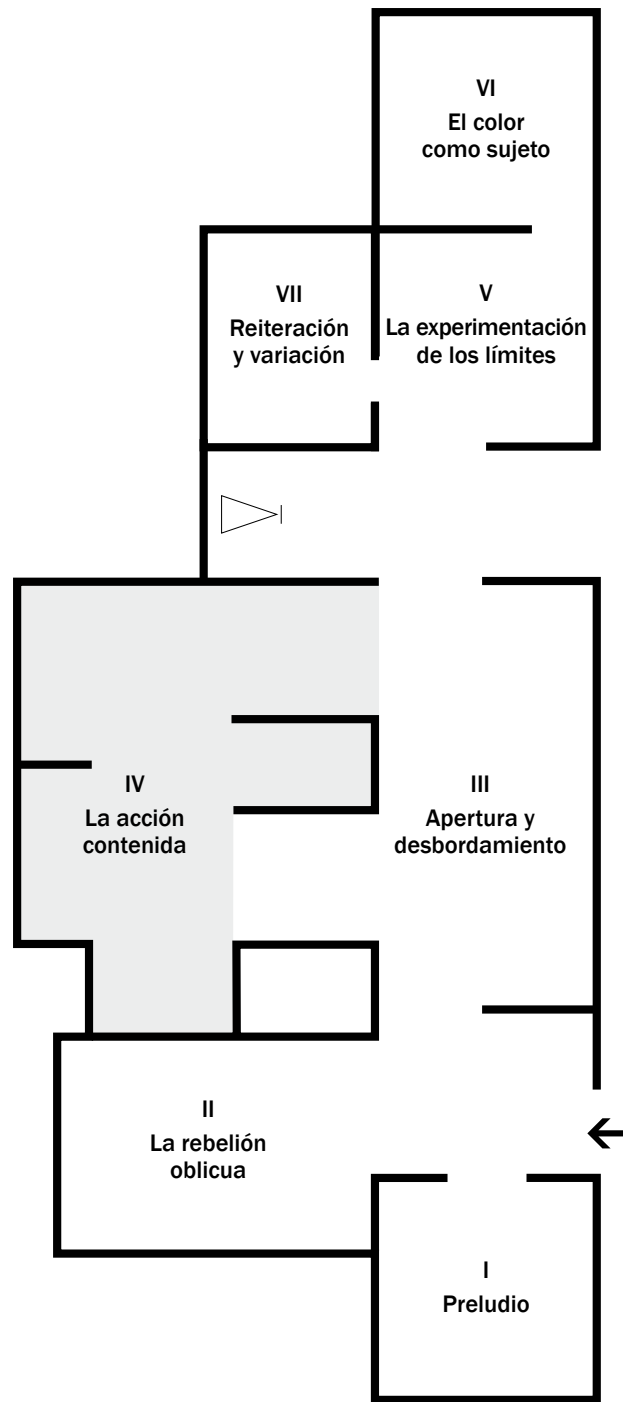 VI
El color
como sujeto
VII
Reiteración
y variación
V
La experimentación
de los límites
IV
La acción
contenida
III
Apertura y
desbordamiento
II
La rebelión
oblicua
I
Preludio